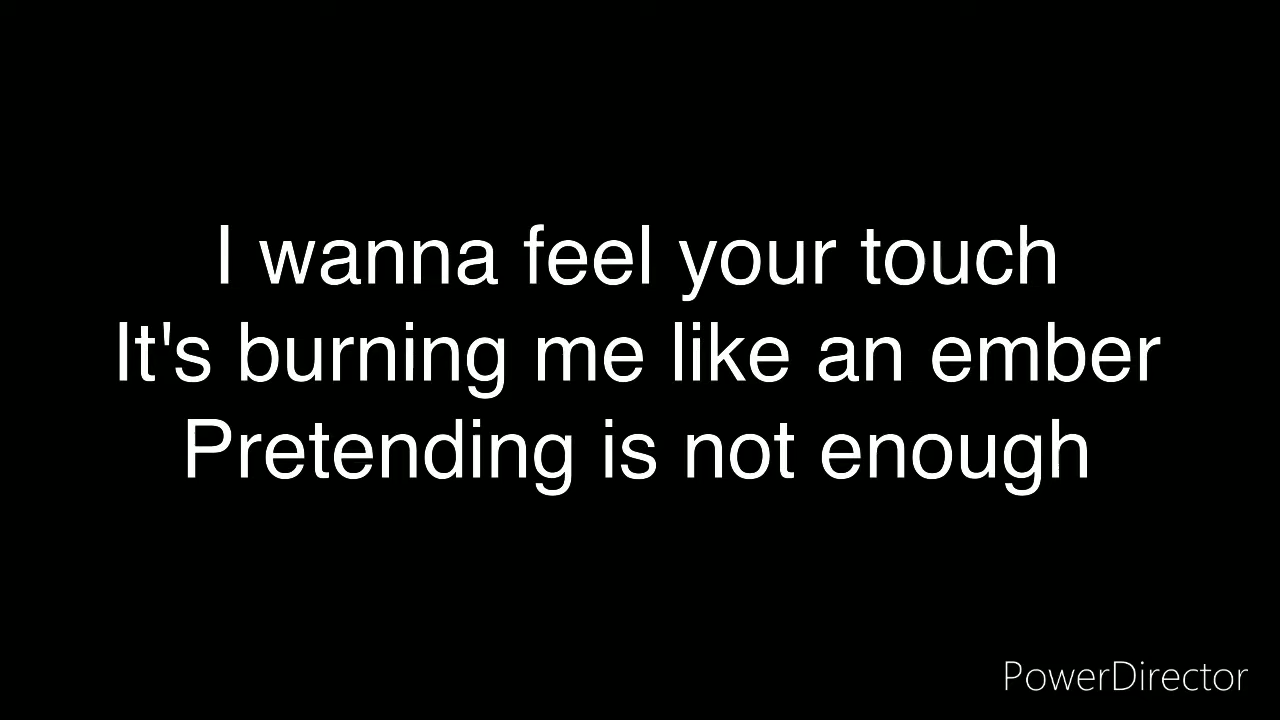 I wanna feel your touch
It's burning me like an ember
Pretending is not enough
PowerDirector